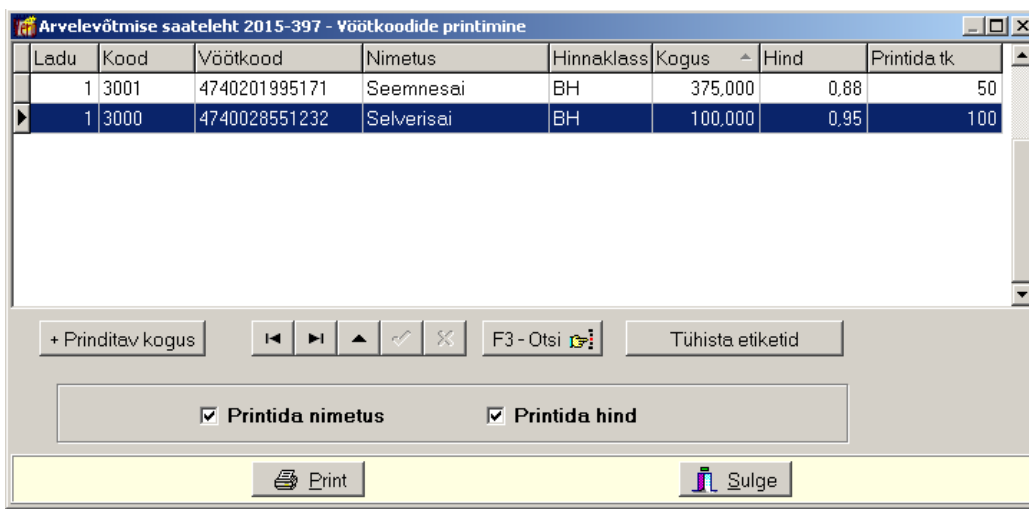 Arvelevõtmise saateleht 2015-397 - Vöötkoodide printimine
Ladu Kood Vöötkood Nimetus Hinnaklass Kogus Hind Printida tk
1 3001 4740201995171 Seemnesai BH 375,000 0,88 50
1 3000 4740028551232 Selverisai BH 100,000 0,95 100
+ Prinditav kogus F3 - Otsi Tühista etiketid
Printida nimetus Printida hind
Print Sulge